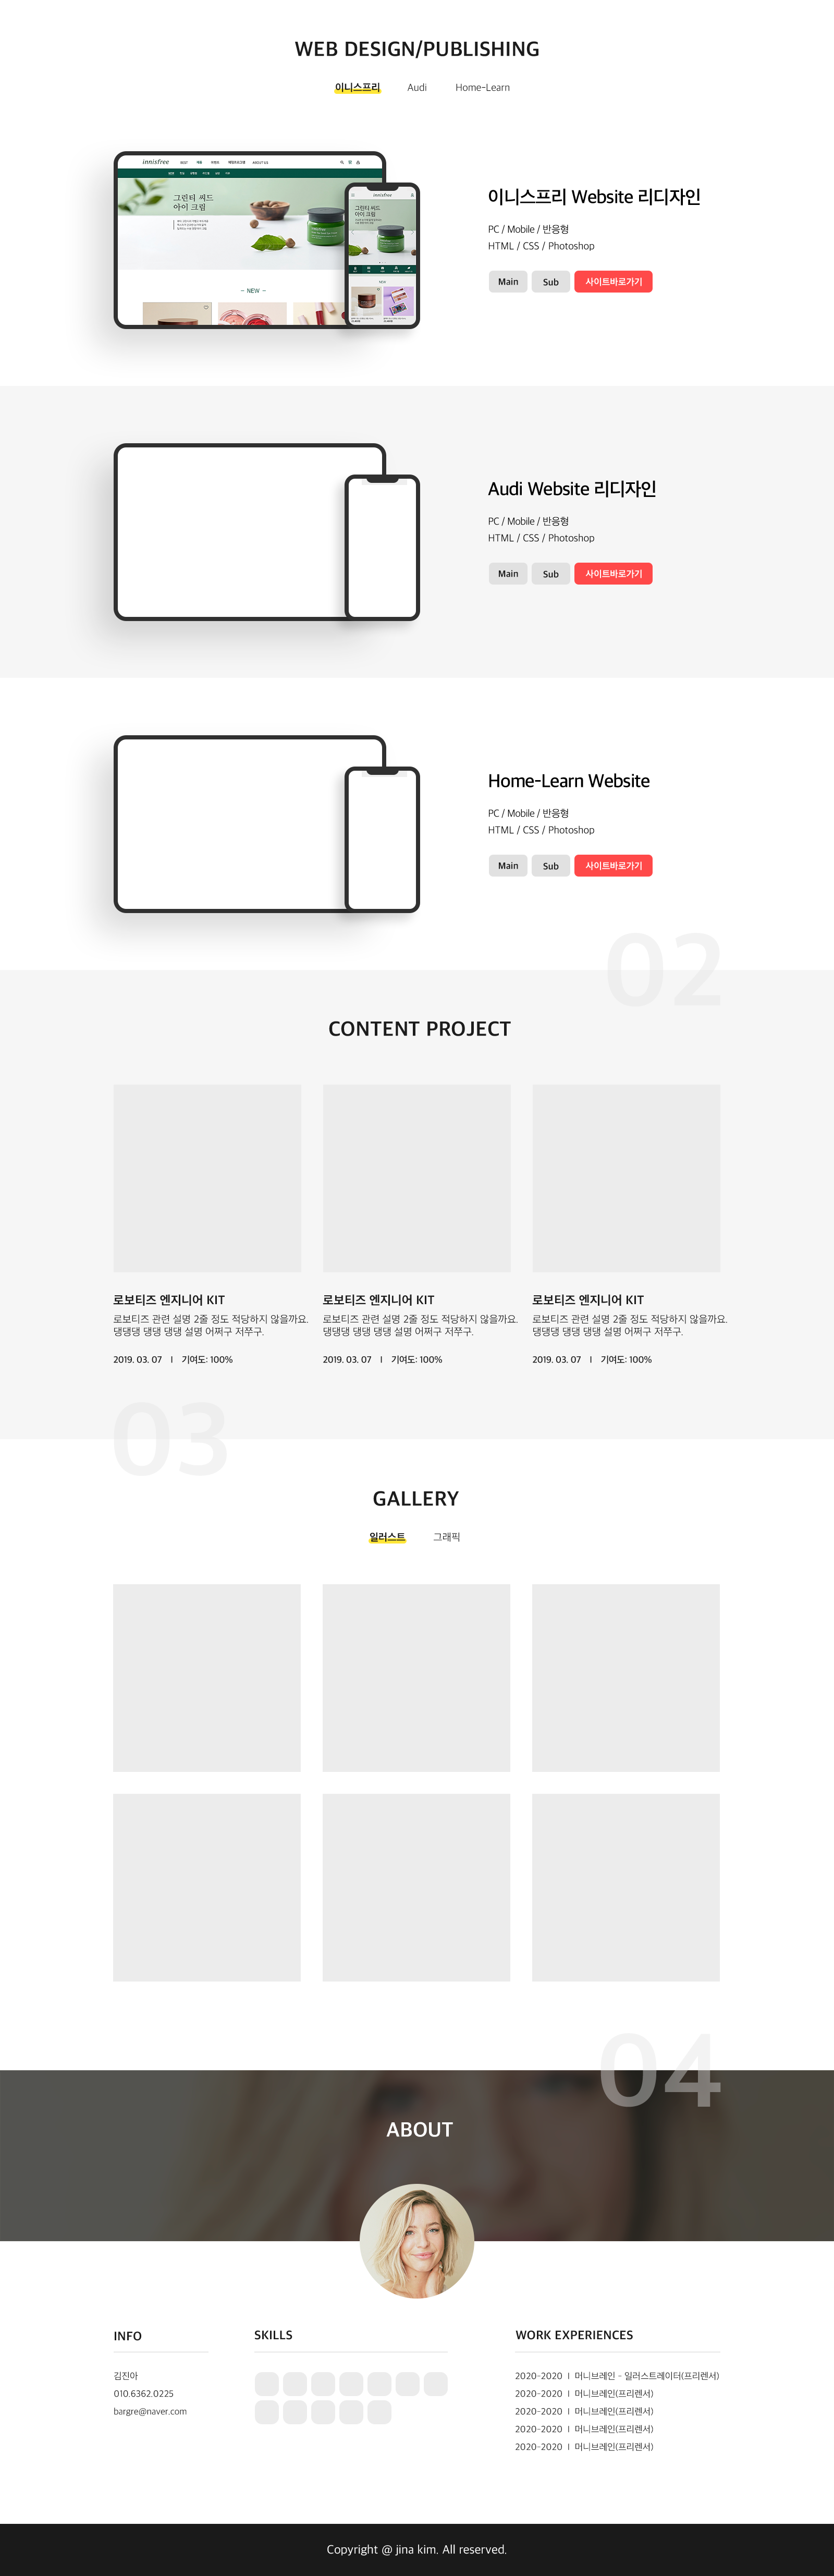 WEB DESIGN/PUBLISHING
이니스프리 Audi Home-Learn
innisfree
ABOUT US
그린티 씨드
아이 크림
innisfree
그린티 씨드
아이 크림
NEW
이니스프리 Website 리디자인
PC / Mobile / 반응형
HTML / CSS / Photoshop
Main Sub 사이트바로가기
Audi Website 리디자인
PC / Mobile / 반응형
HTML / CSS / Photoshop
Main Sub 사이트바로가기
Home-Learn Website
PC / Mobile / 반응형
HTML / CSS / Photoshop
Main Sub 사이트바로가기
02
CONTENT PROJECT
로보티즈 엔지니어 KIT
로보티즈 관련 설명 2줄 정도 적당하지 않을까요.
댕댕댕 댕댕 댕댕 설명 어쩌구 저쭈구.
2019. 03. 07 I 기여도: 100%
로보티즈 엔지니어 KIT
로보티즈 관련 설명 2줄 정도 적당하지 않을까요.
댕댕댕 댕댕 댕댕 설명 어쩌구 저쭈구.
2019. 03. 07 I 기여도: 100%
로보티즈 엔지니어 KIT
로보티즈 관련 설명 2줄 정도 적당하지 않을까요.
댕댕댕 댕댕 댕댕 설명 어쩌구 저쭈구.
2019. 03. 07 I 기여도: 100%
03
GALLERY
일러스트 그래픽
04
ABOUT
INFO
김진아
010.6362.0225
bargre@naver.com
SKILLS
WORK EXPERIENCES
2020-2020 I 머니브레인 - 일러스트레이터(프리렌서)
2020-2020 I 머니브레인(프리렌서)
2020-2020 I 머니브레인(프리렌서)
2020-2020 I 머니브레인(프리렌서)
2020-2020 I 머니브레인(프리렌서)
Copyright @ jina kim. All reserved.